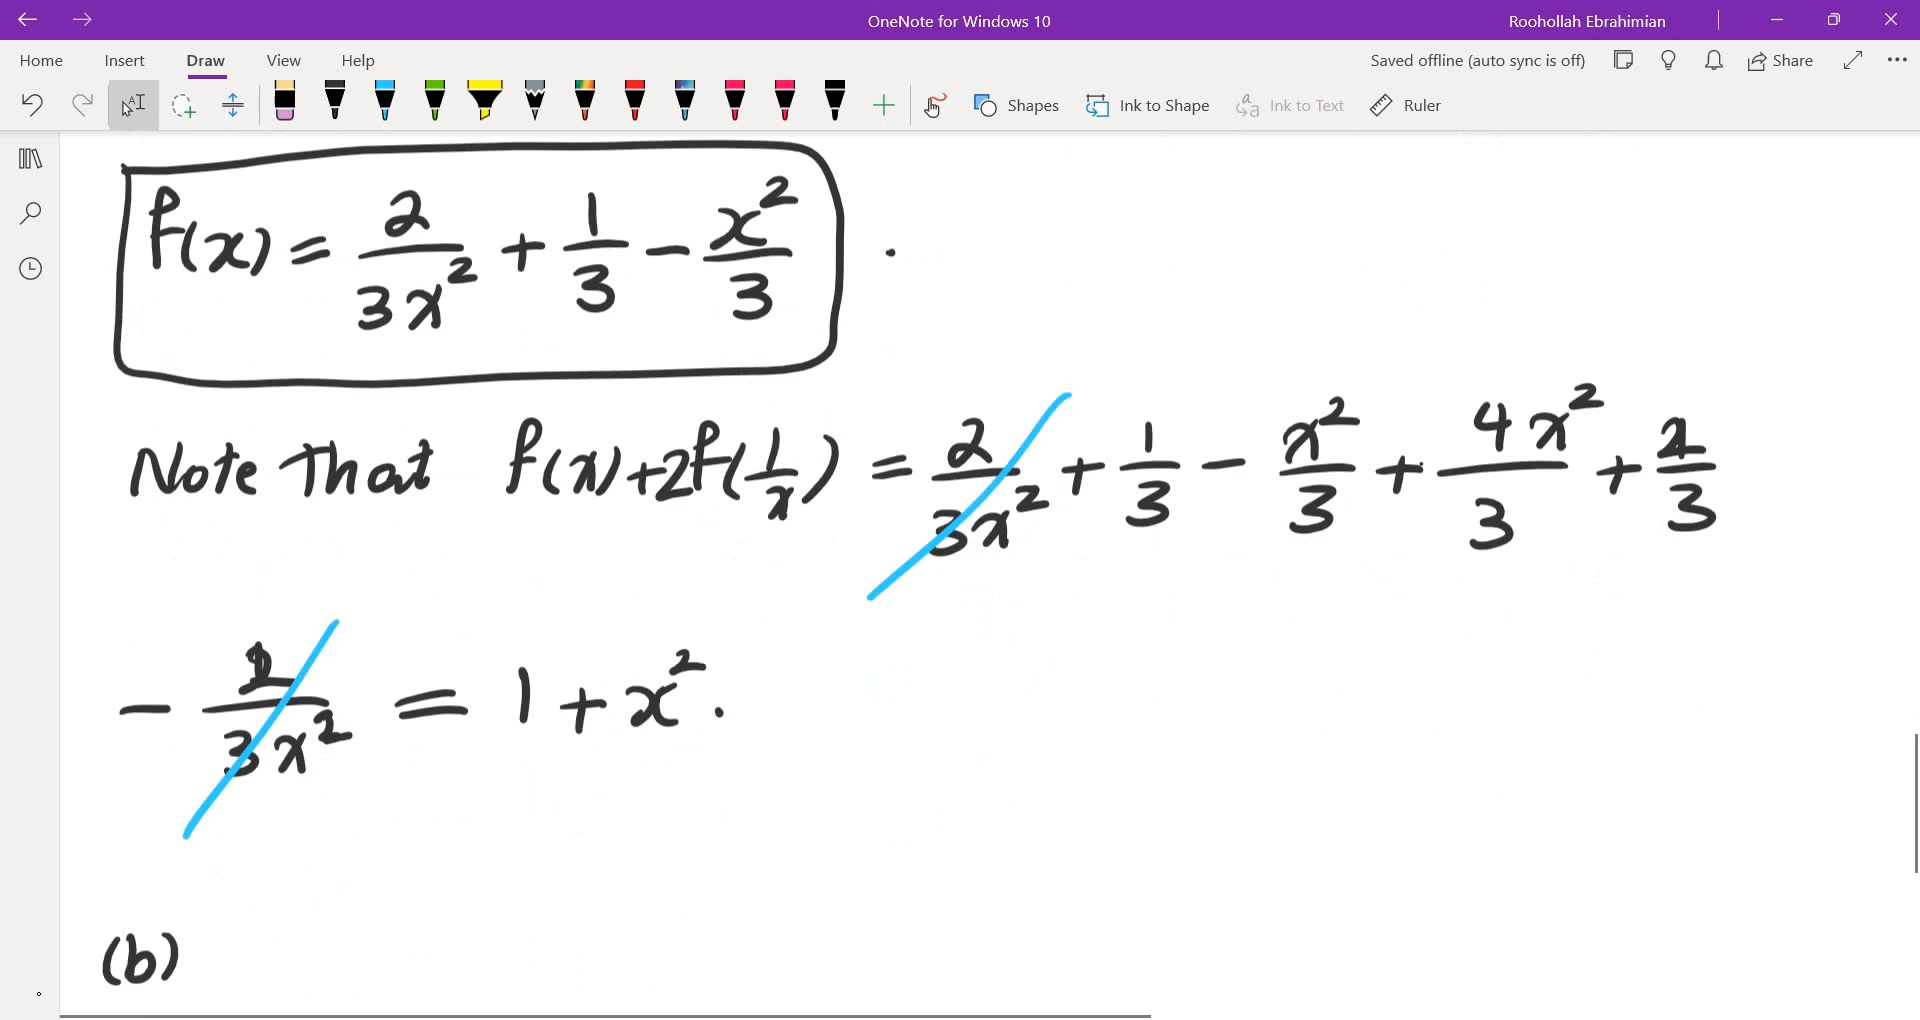 OneNote for Windows 10
Roohollah Ebrahimian
Home Insert Draw View Help
Saved offline (auto sync is off) Share
Shapes Ink to Shape Ink to Text Ruler
f(x) = 2/(3x²) + 1/3 - x²/3 .
Note That f(x)+2f(1/x) = 2/(3x²) + 1/3 - x²/3 + 4x²/3 + 2/3
- 2/(3x²) = 1 + x².
(b)